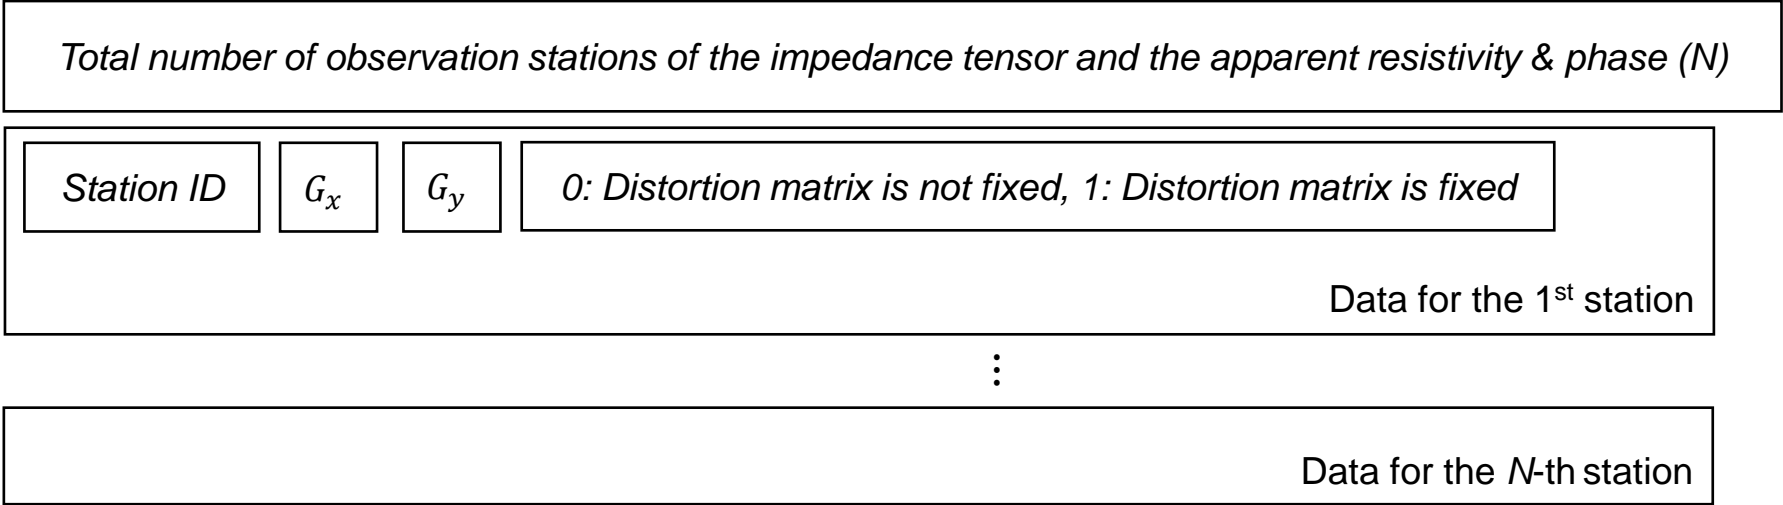 Total number of observation stations of the impedance tensor and the apparent resistivity & phase (N)
Station ID G_x G_y 0: Distortion matrix is not fixed, 1: Distortion matrix is fixed
Data for the 1st station
⋮
Data for the N-th station